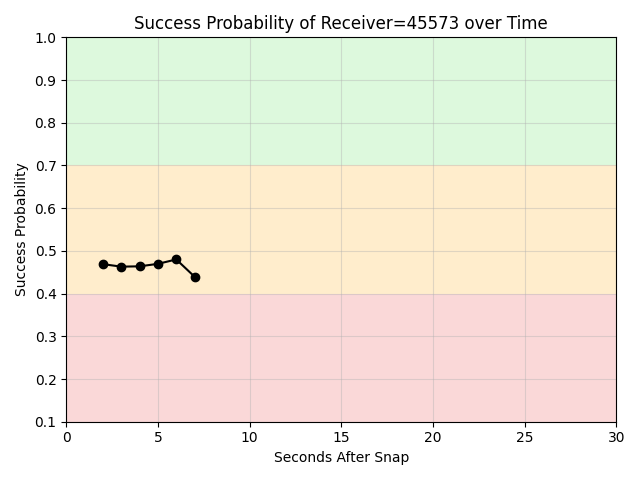 Success Probability of Receiver=45573 over Time
1.0
0.9
0.8
0.7
0.6
0.5
0.4
0.3
0.2
0.1
Success Probability
0 5 10 15 20 25 30
Seconds After Snap